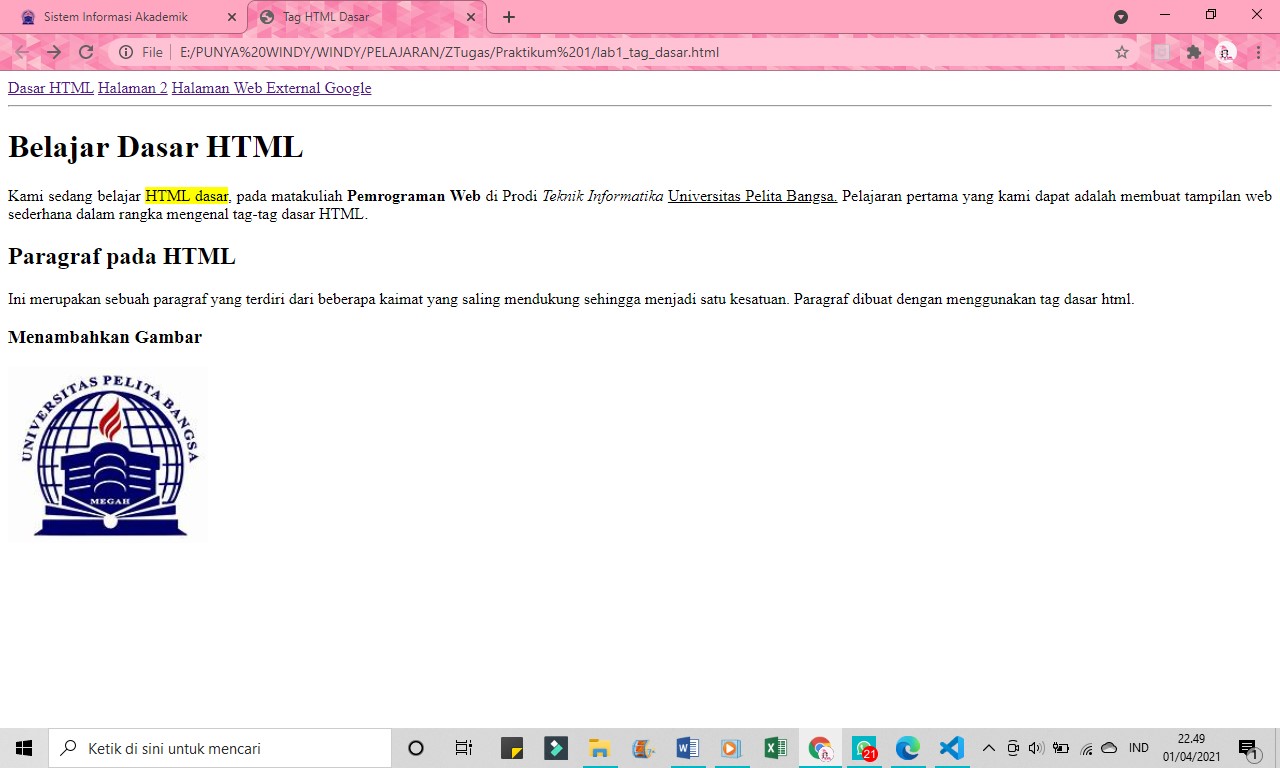 Sistem Informasi Akademik
Tag HTML Dasar
File
E:/PUNYA%20WINDY/WINDY/PELAJARAN/ZTugas/Praktikum%201/lab1_tag_dasar.html
Dasar HTML Halaman 2 Halaman Web External Google
Belajar Dasar HTML
Kami sedang belajar HTML dasar, pada matakuliah Pemrograman Web di Prodi Teknik Informatika Universitas Pelita Bangsa. Pelajaran pertama yang kami dapat adalah membuat tampilan web
sederhana dalam rangka mengenal tag-tag dasar HTML.
Paragraf pada HTML
Ini merupakan sebuah paragraf yang terdiri dari beberapa kaimat yang saling mendukung sehingga menjadi satu kesatuan. Paragraf dibuat dengan menggunakan tag dasar html.
Menambahkan Gambar
UNIVERSITAS PELITA BANGSA
MEGAH
Ketik di sini untuk mencari
21
IND
22.49
01/04/2021
1